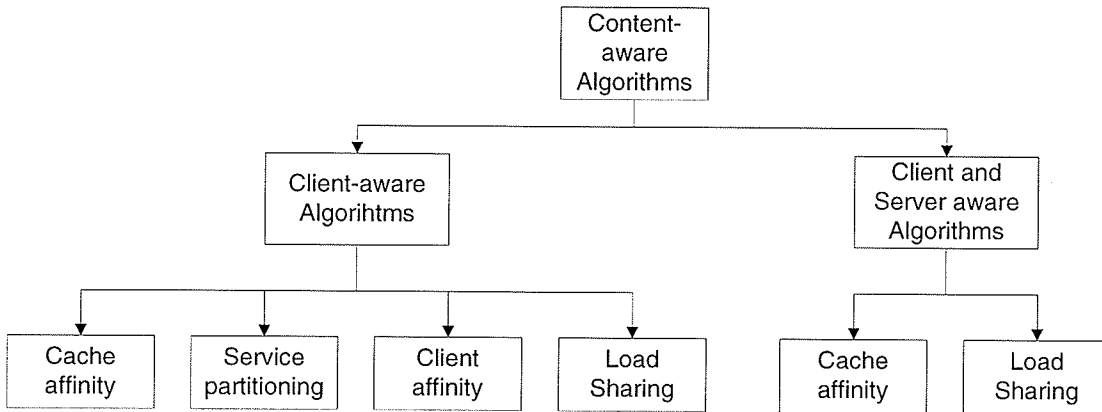 Content-
aware
Algorithms
Client-aware
Algorihtms
Client and
Server aware
Algorithms
Cache
affinity
Service
partitioning
Client
affinity
Load
Sharing
Cache
affinity
Load
Sharing